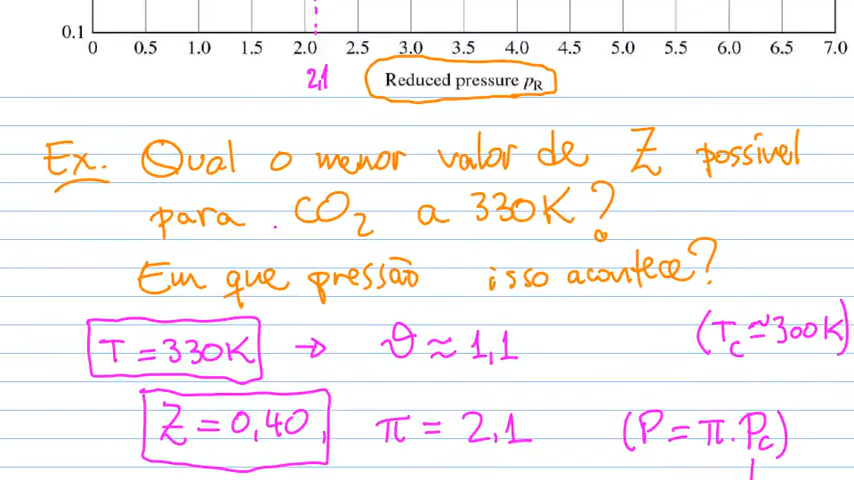 0.1
0 0.5 1.0 1.5 2.0 2.5 3.0 3.5 4.0 4.5 5.0 5.5 6.0 6.5 7.0
2,1 Reduced pressure pR
Ex. Qual o menor valor de Z possível
para CO2 a 330K?
Em que pressão isso acontece?
T = 330K → ϑ ≈ 1,1 (Tc ≈ 300K)
Z = 0,40, π = 2,1 (P = π.Pc)